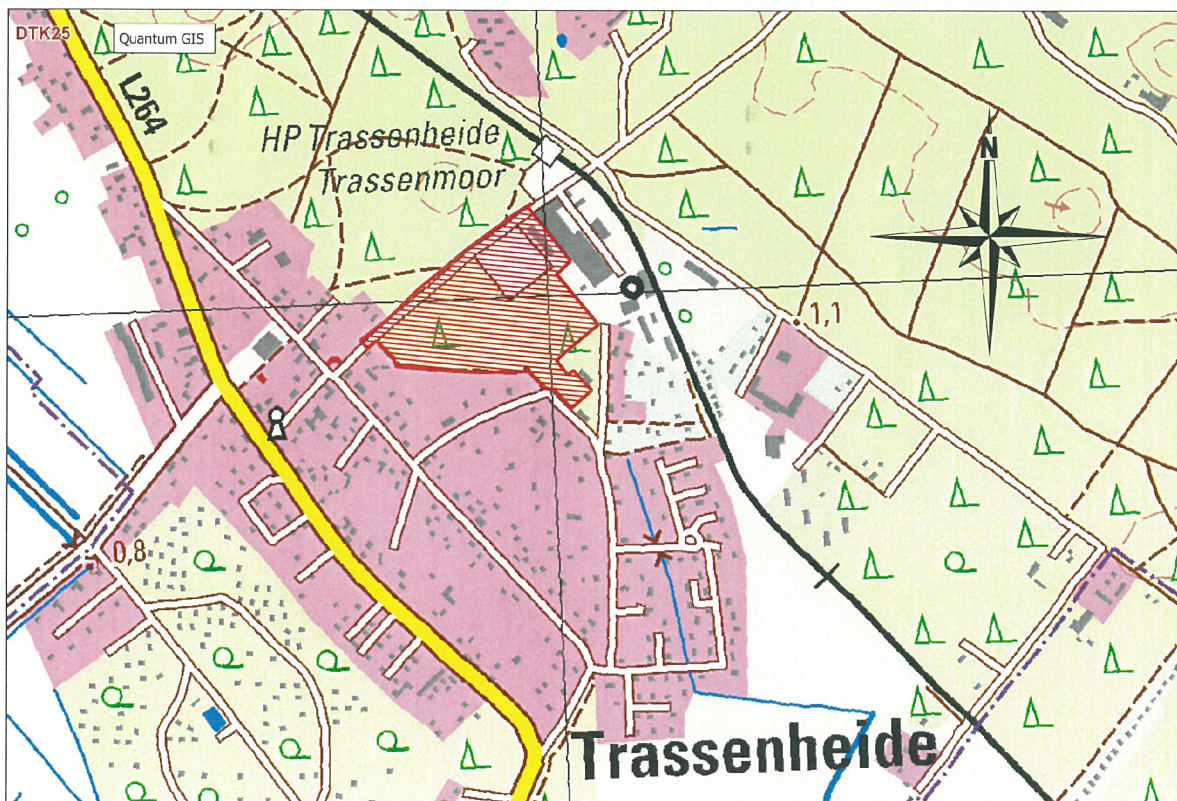 DTK25
Quantum GIS
L264
HP Trassenheide
Trassenmoor
N
1,1
0,8
Trassenheide